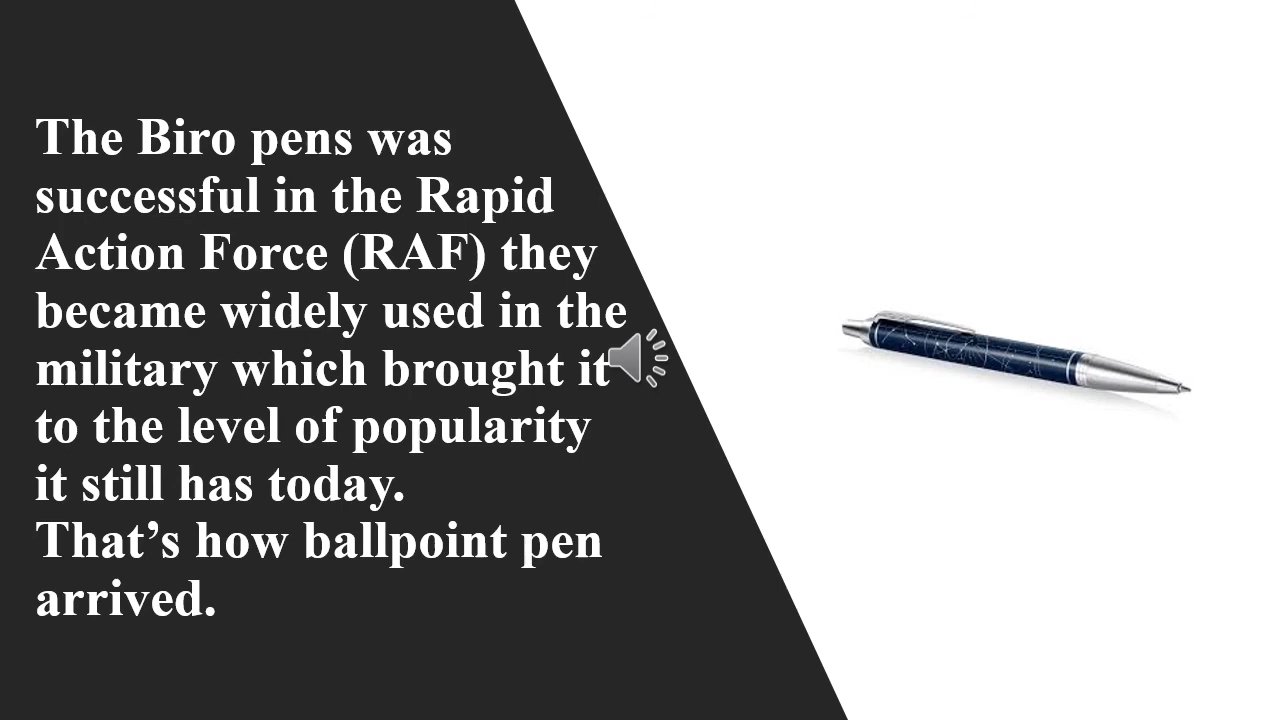 The Biro pens was
successful in the Rapid
Action Force (RAF) they
became widely used in the
military which brought it
to the level of popularity
it still has today.
That’s how ballpoint pen
arrived.